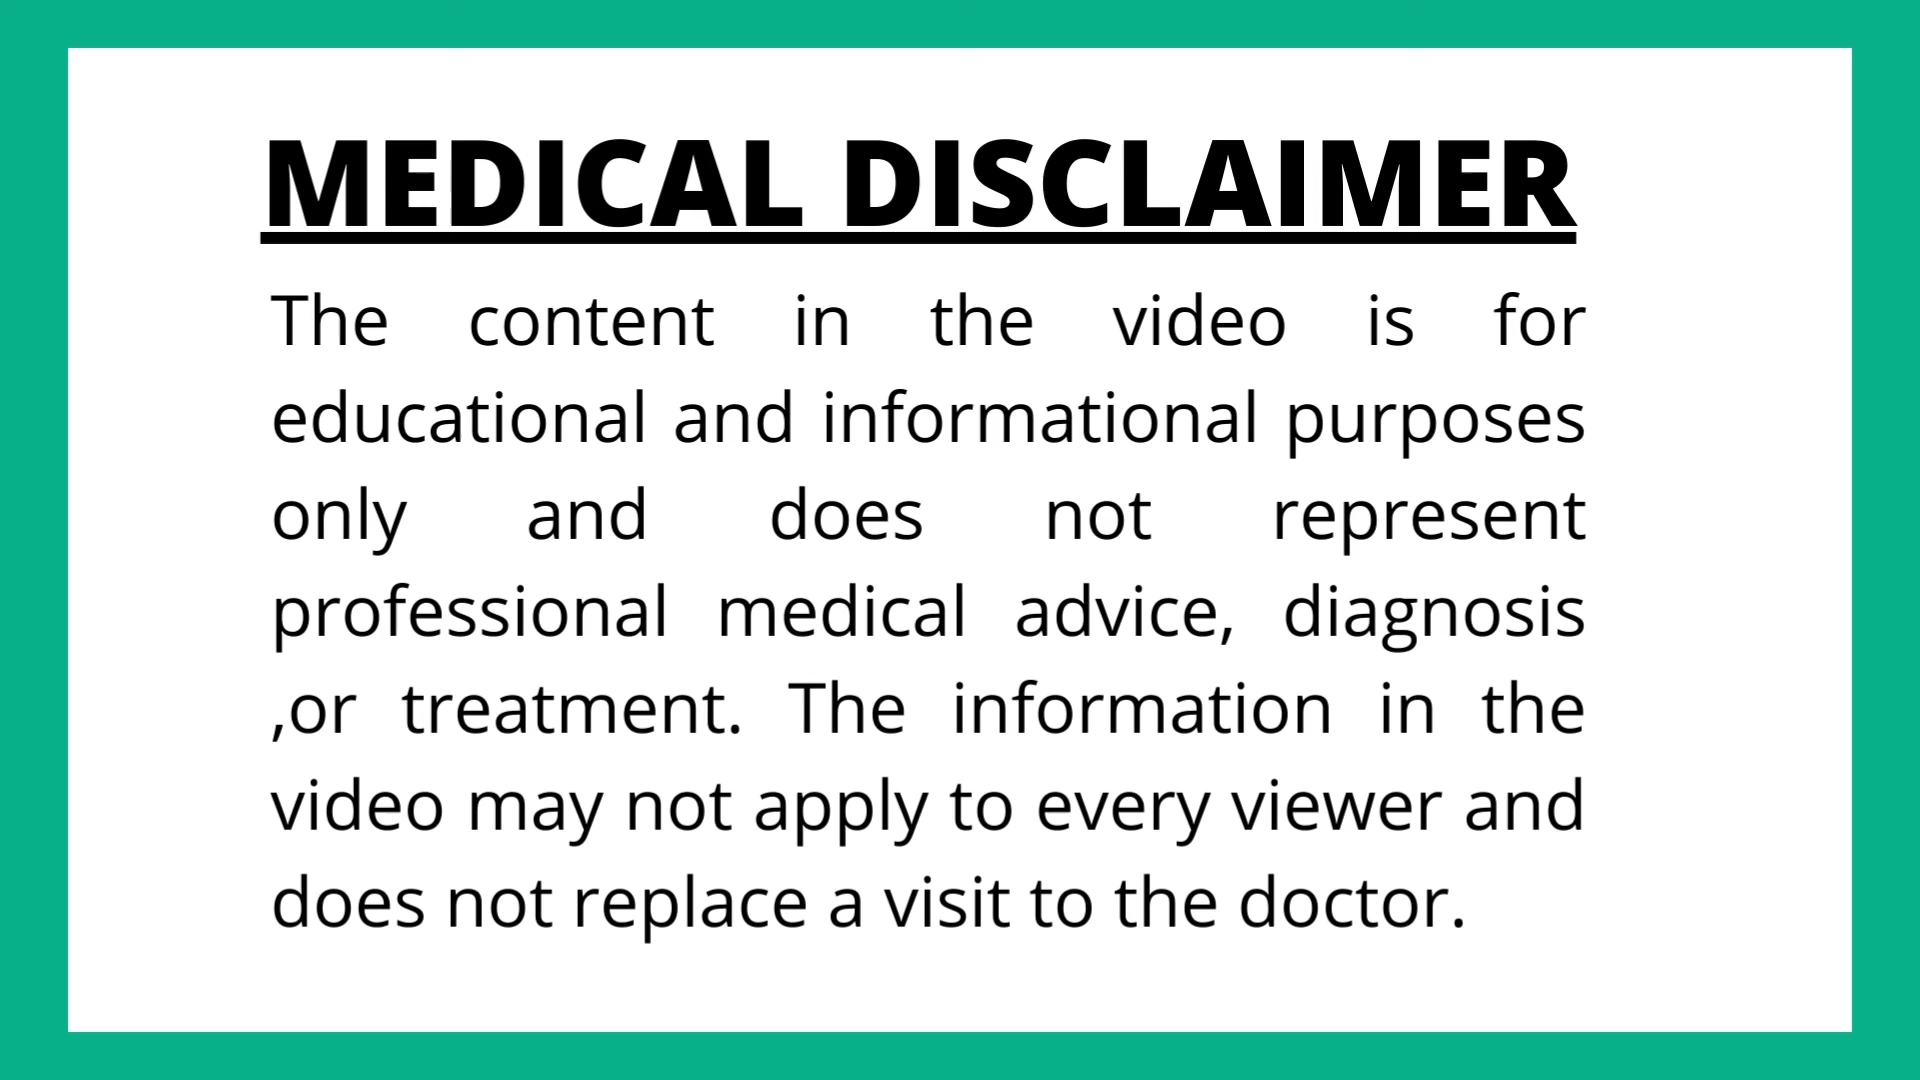 MEDICAL DISCLAIMER
The content in the video is for
educational and informational purposes
only and does not represent
professional medical advice, diagnosis
,or treatment. The information in the
video may not apply to every viewer and
does not replace a visit to the doctor.